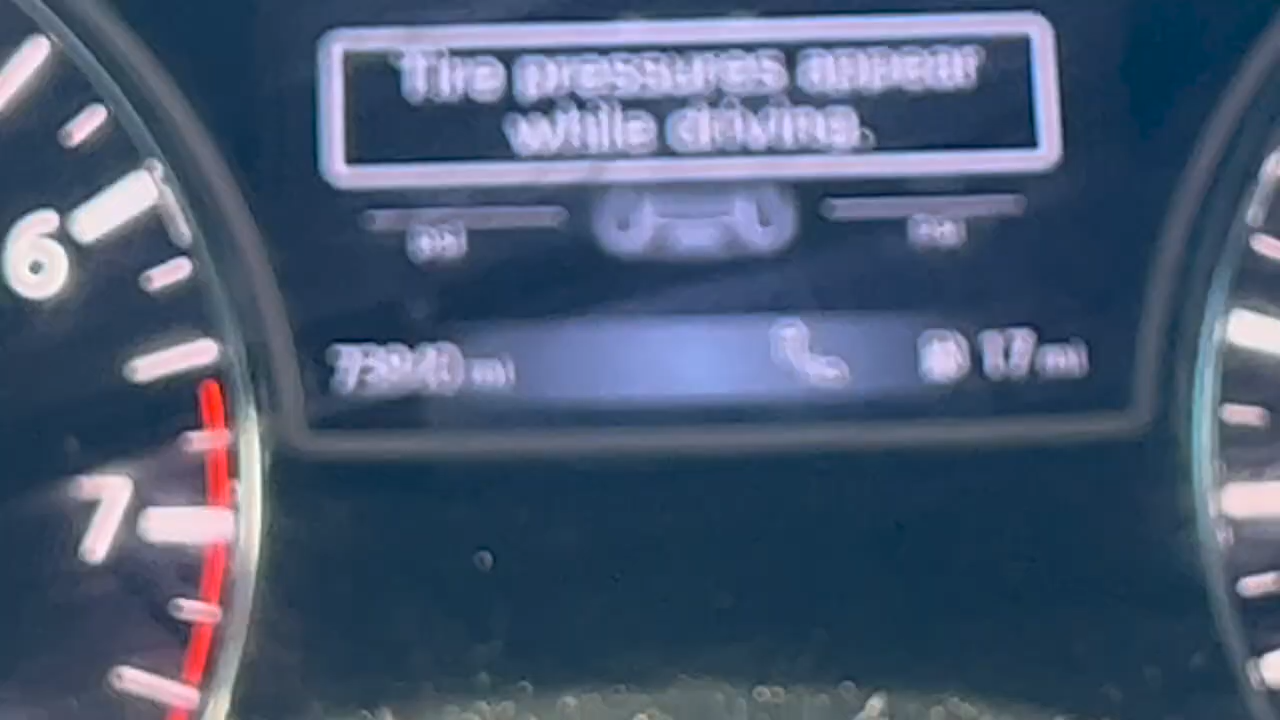 Tire pressures appear
while driving.
6
mi
17 mi
7